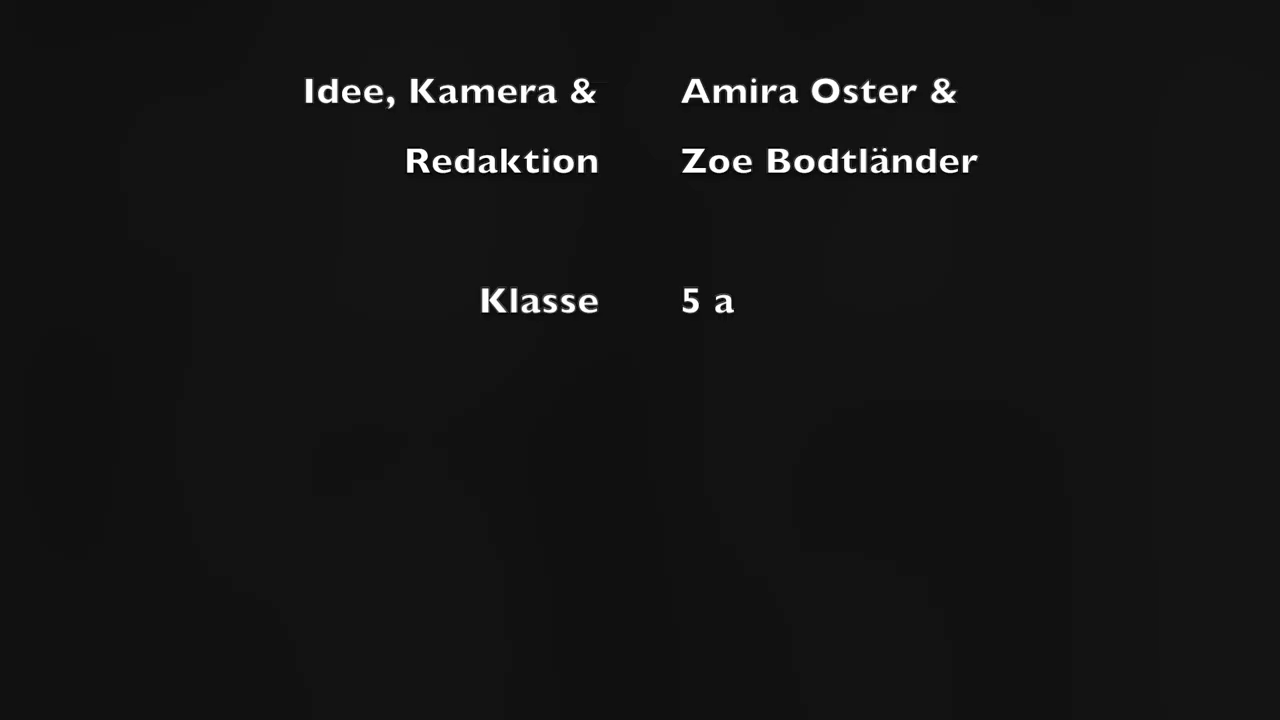 Idee, Kamera & Amira Oster &
Redaktion Zoe Bodtländer
Klasse 5 a